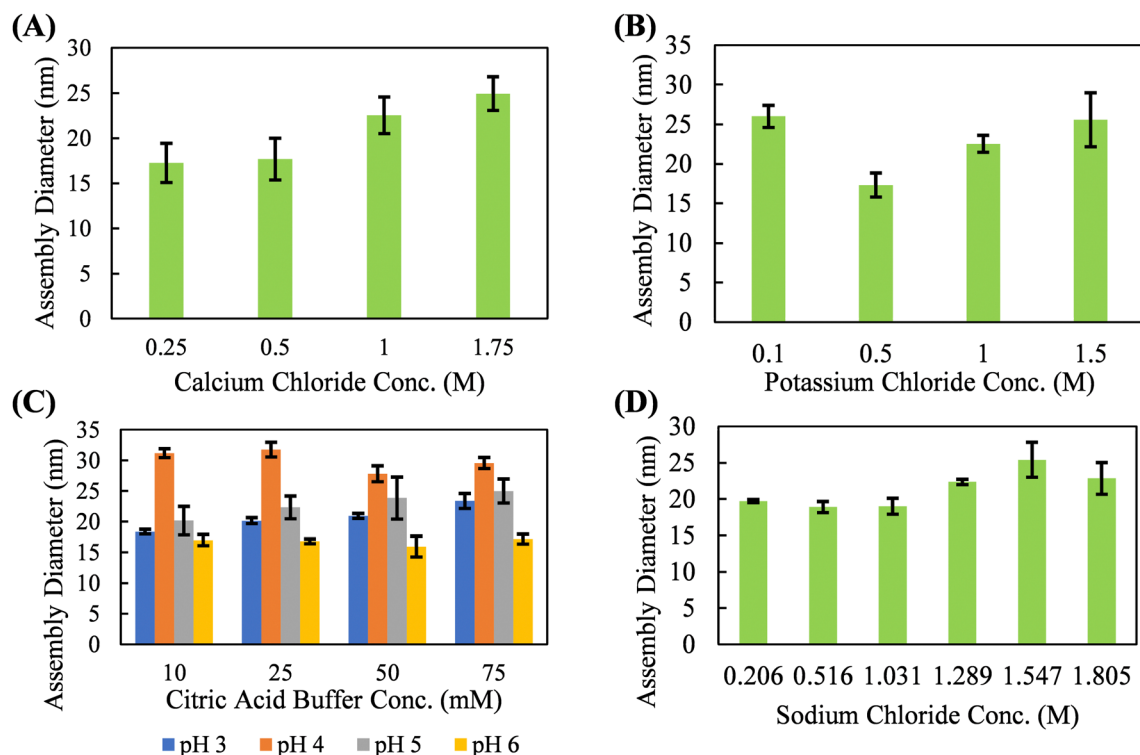 (A)
Assembly Diameter (nm)
30
25
20
15
10
5
0
0.25 0.5 1 1.75
Calcium Chloride Conc. (M)
(B)
Assembly Diameter (nm)
35
30
25
20
15
10
5
0
0.1 0.5 1 1.5
Potassium Chloride Conc. (M)
(C)
Assembly Diameter (nm)
35
30
25
20
15
10
5
0
10 25 50 75
Citric Acid Buffer Conc. (mM)
pH 3 pH 4 pH 5 pH 6
(D)
Assembly Diameter (nm)
30
25
20
15
10
5
0
0.206 0.516 1.031 1.289 1.547 1.805
Sodium Chloride Conc. (M)